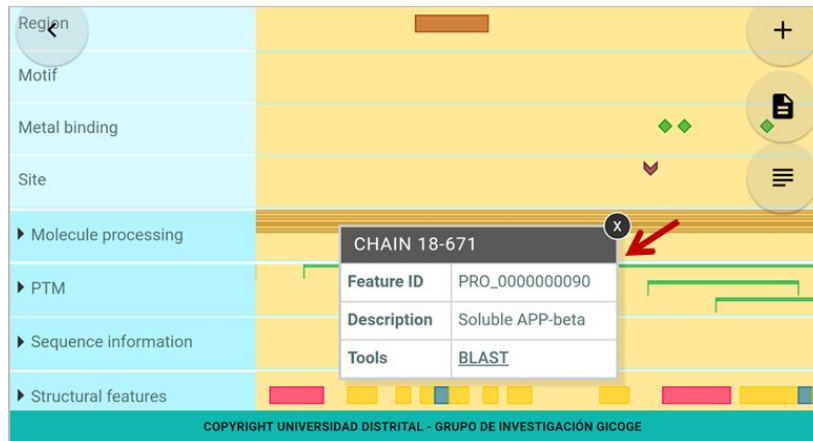 Region
Motif
Metal binding
Site
Molecule processing
X
CHAIN 18-671
Feature ID PRO_0000000090
PTM
Description Soluble APP-beta
Sequence information
Tools BLAST
Structural features
COPYRIGHT UNIVERSIDAD DISTRITAL - GRUPO DE INVESTIGACIÓN GICOGE